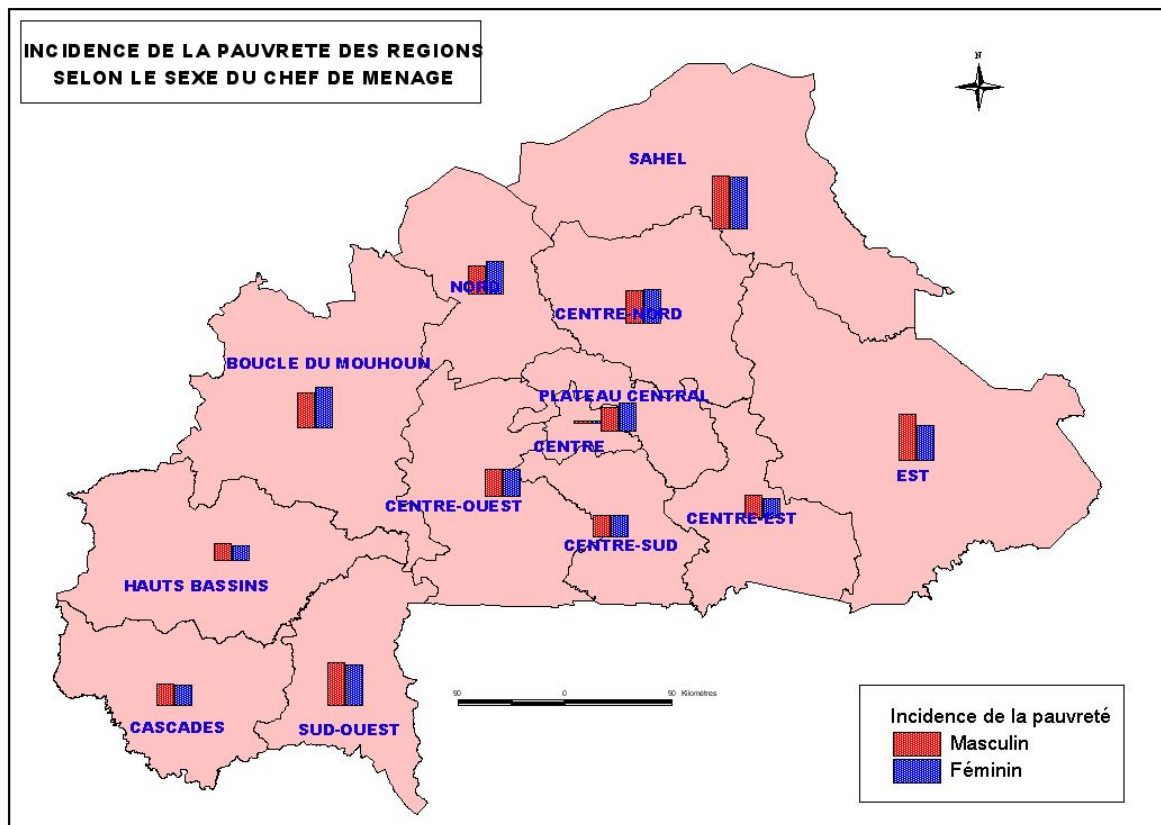 INCIDENCE DE LA PAUVRETE DES REGIONS
SELON LE SEXE DU CHEF DE MENAGE
N
SAHEL
NORD
CENTRE-NORD
BOUCLE DU MOUHOUN
PLATEAU CENTRAL
CENTRE
EST
CENTRE-OUEST
CENTRE-EST
CENTRE-SUD
HAUTS BASSINS
CASCADES
SUD-OUEST
90 0 90 Kilomètres
Incidence de la pauvreté
Masculin
Féminin